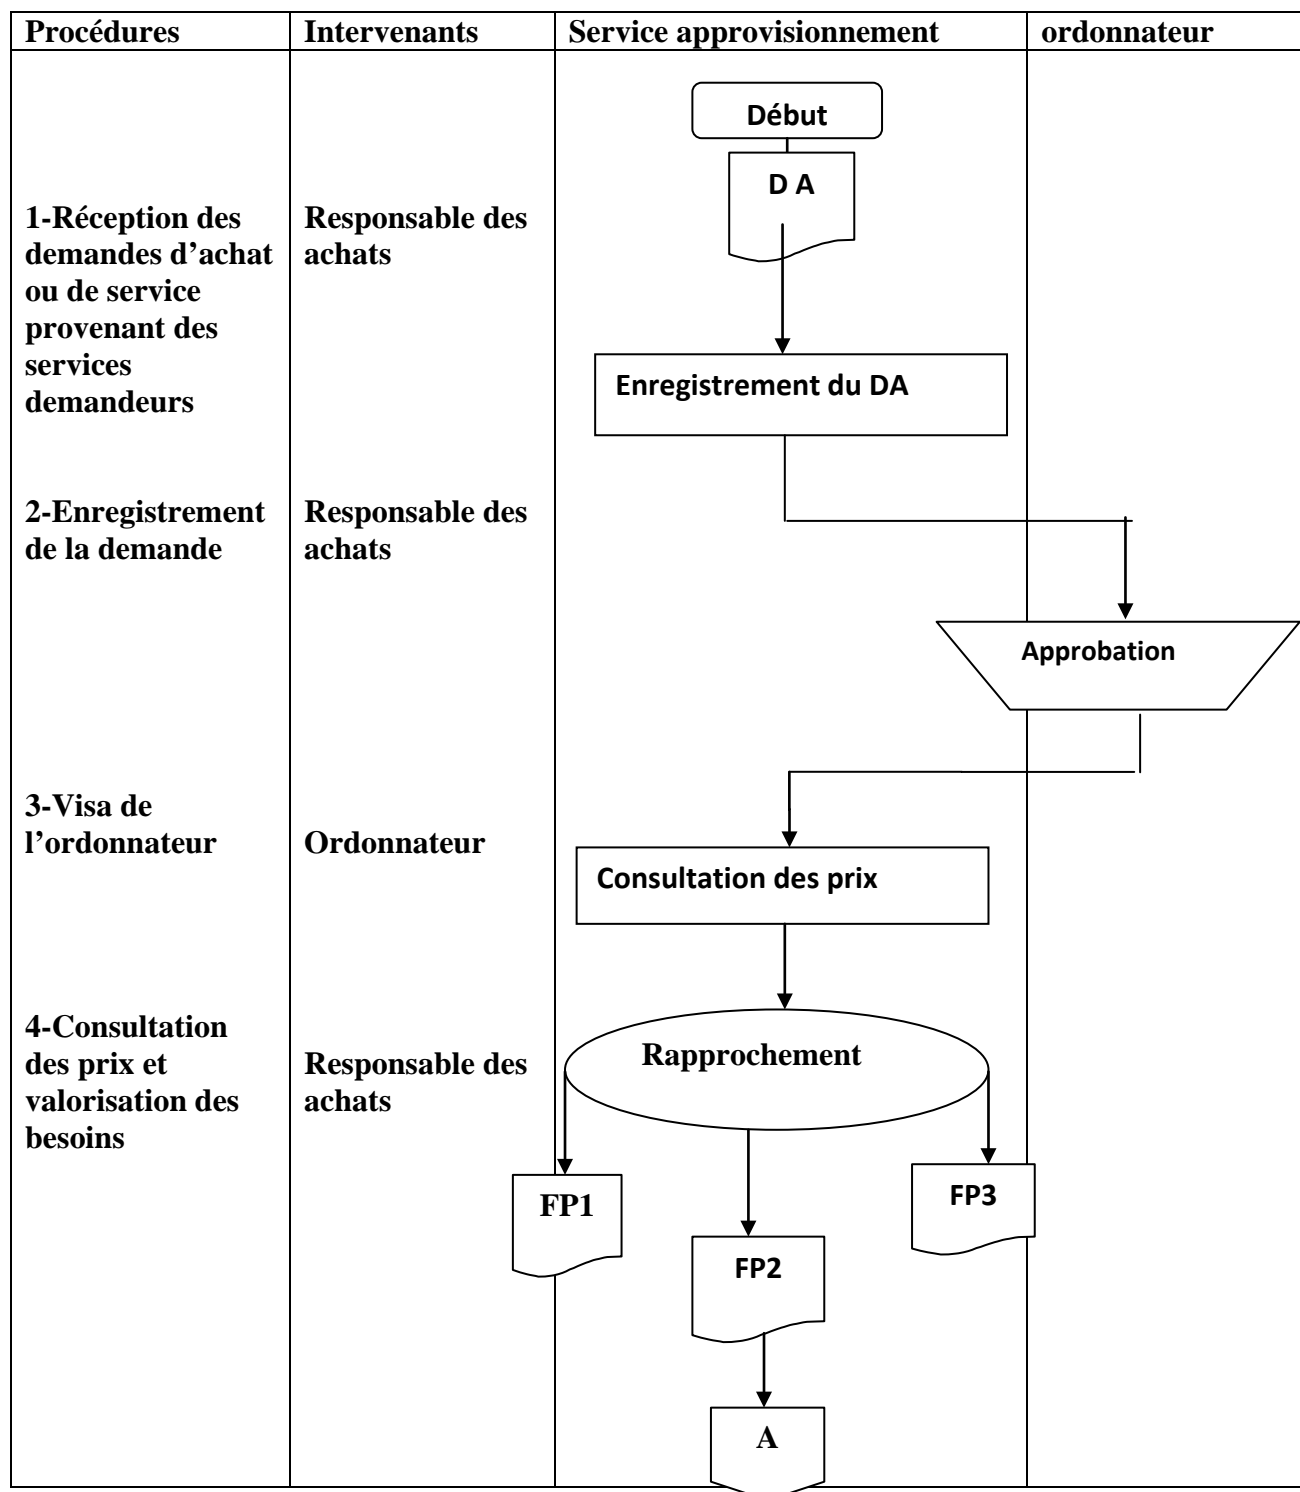 Procédures
Intervenants
Service approvisionnement
ordonnateur
Début
D A
1-Réception des
demandes d'achat
ou de service
provenant des
services
demandeurs
Responsable des
achats
Enregistrement du DA
2-Enregistrement
de la demande
Responsable des
achats
Approbation
3-Visa de
l'ordonnateur
Ordonnateur
Consultation des prix
4-Consultation
des prix et
valorisation des
besoins
Responsable des
achats
Rapprochement
FP1
FP2
FP3
A